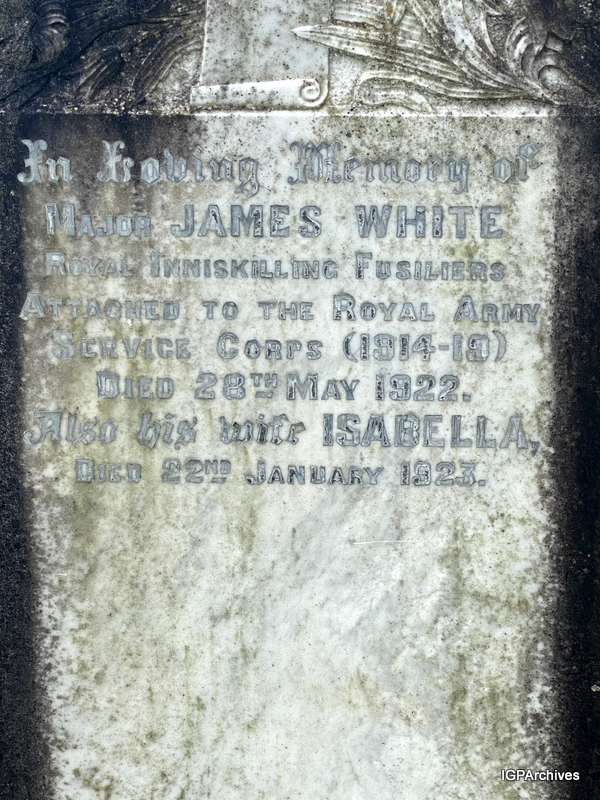 In Loving Memory of
Major JAMES WHITE
Royal Inniskilling Fusiliers
Attached to the Royal Army
Service Corps (1914-19)
Died 28TH May 1922.
Also his wife ISABELLA,
Died 22ND January 1923.
IGPArchives